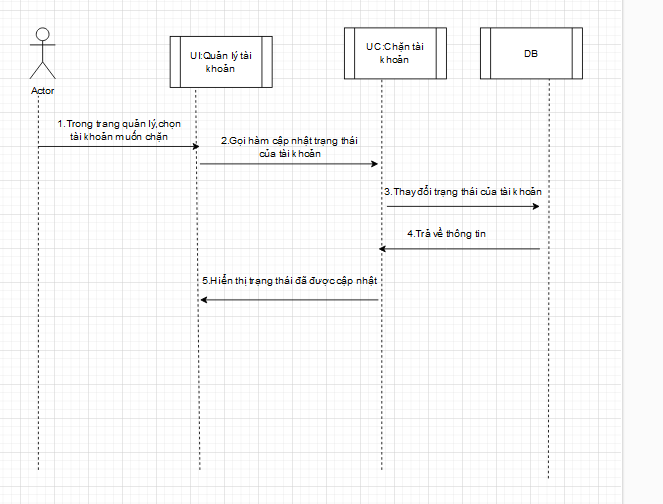 UI:Quản lý tài
khoản
UC:Chặn tài
khoản
DB
Actor
1.Trong trang quản lý,chọn
tài khoản muốn chặn
2.Gọi hàm cập nhật trạng thái
của tài khoản
3.Thay đổi trạng thái của tài khoản
4.Trả về thông tin
5.Hiển thị trạng thái đã được cập nhật